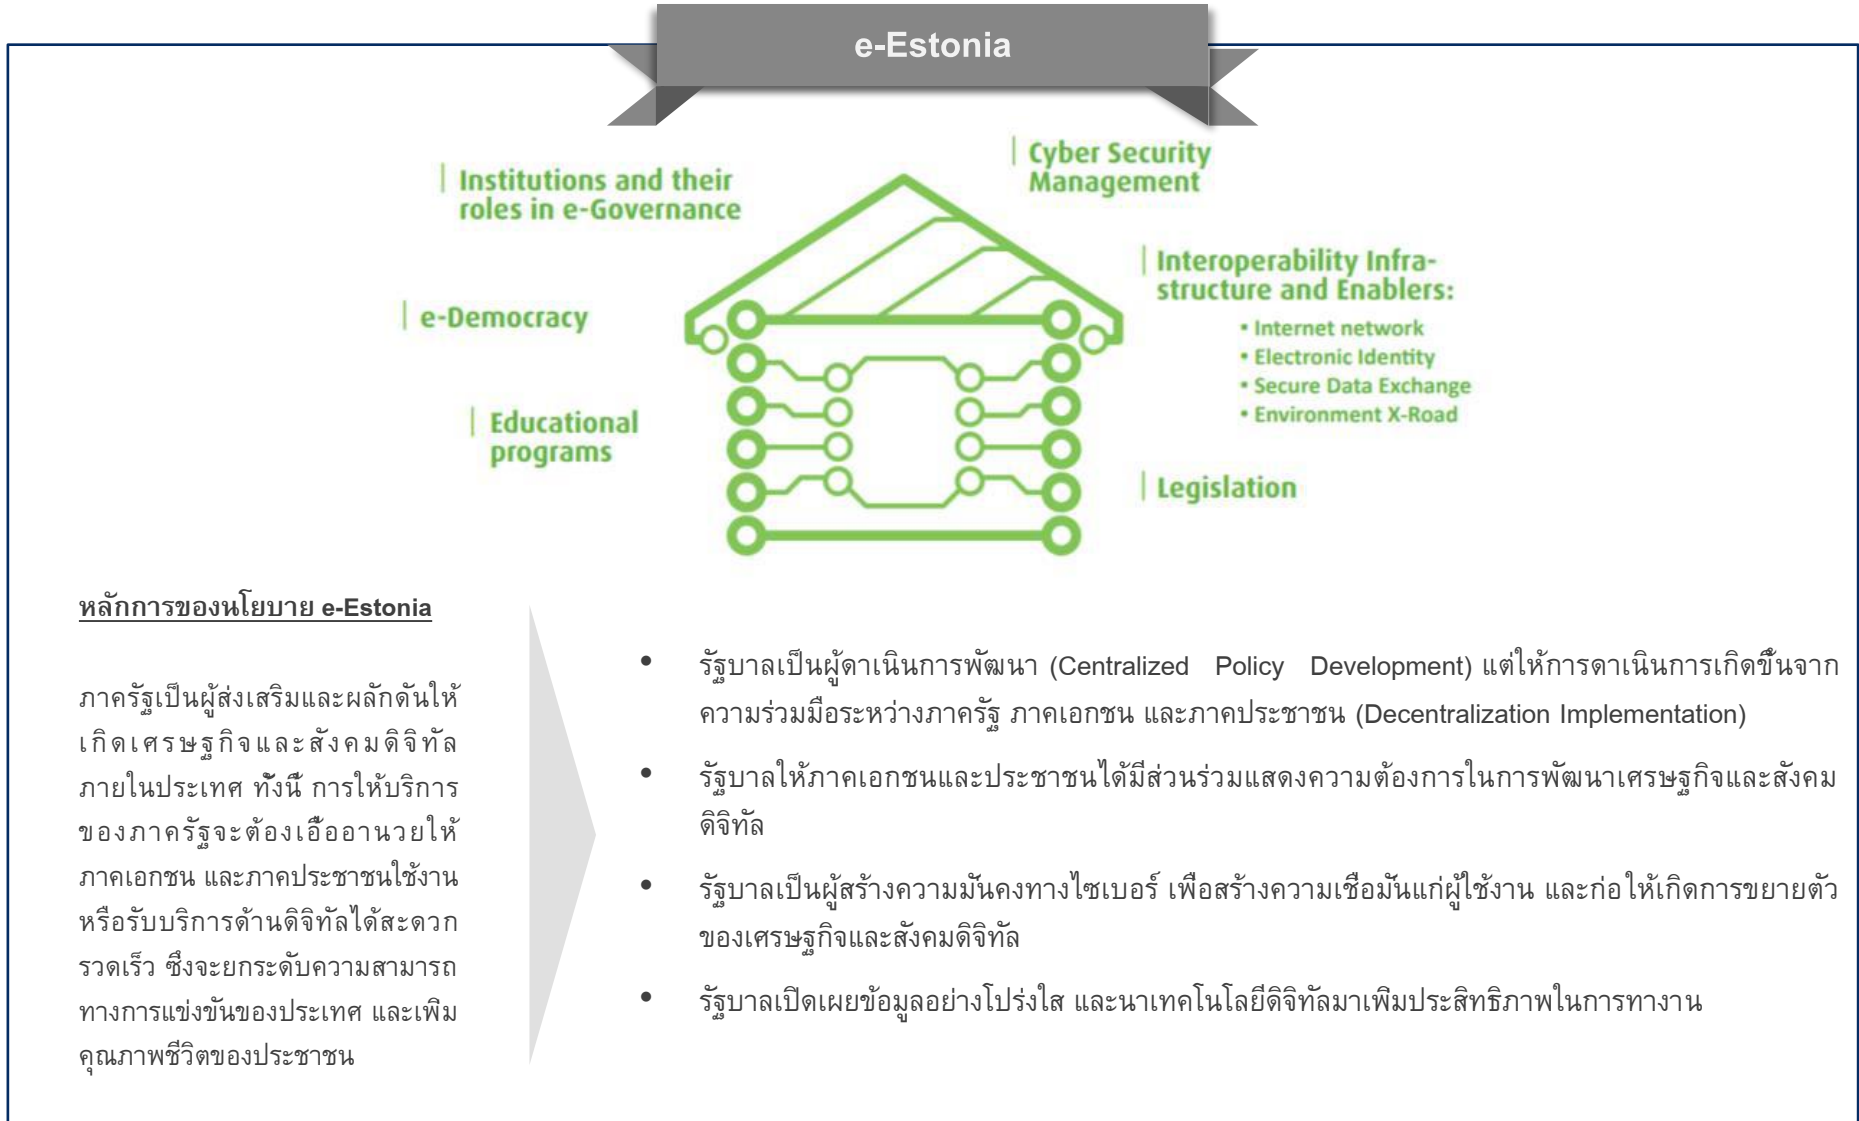 e-Estonia
Institutions and their
roles in e-Governance
Cyber Security
Management
e-Democracy
Interoperability Infra-
structure and Enablers:
• Internet network
• Electronic Identity
• Secure Data Exchange
• Environment X-Road
Educational
programs
Legislation
หลักการของนโยบาย e-Estonia
ภาครัฐเป็นผู้ส่งเสริมและผลักดันให้
เกิดเศรษฐกิจและสังคมดิจิทัล
ภายในประเทศ ทั้งนี้ การให้บริการ
ของภาครัฐจะต้องเอื้ออานวยให้
ภาคเอกชน และภาคประชาชนใช้งาน
หรือรับบริการด้านดิจิทัลได้สะดวก
รวดเร็ว ซึ่งจะยกระดับความสามารถ
ทางการแข่งขันของประเทศ และเพิ่ม
คุณภาพชีวิตของประชาชน
• รัฐบาลเป็นผู้ดาเนินการพัฒนา (Centralized Policy Development) แต่ให้การดาเนินการเกิดขึ้นจาก
ความร่วมมือระหว่างภาครัฐ ภาคเอกชน และภาคประชาชน (Decentralization Implementation)
• รัฐบาลให้ภาคเอกชนและประชาชนได้มีส่วนร่วมแสดงความต้องการในการพัฒนาเศรษฐกิจและสังคม
ดิจิทัล
• รัฐบาลเป็นผู้สร้างความมั่นคงทางไซเบอร์ เพื่อสร้างความเชื่อมั่นแก่ผู้ใช้งาน และก่อให้เกิดการขยายตัว
ของเศรษฐกิจและสังคมดิจิทัล
• รัฐบาลเปิดเผยข้อมูลอย่างโปร่งใส และนาเทคโนโลยีดิจิทัลมาเพิ่มประสิทธิภาพในการทางาน